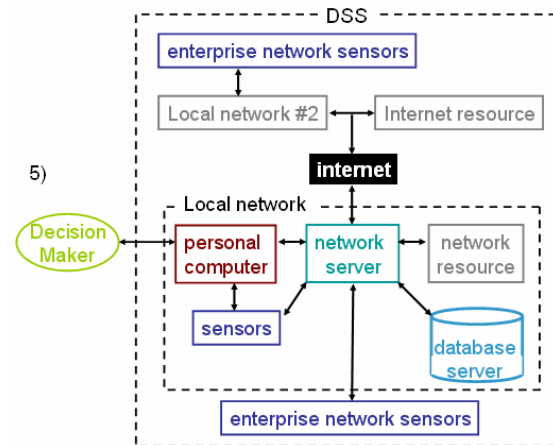 DSS
enterprise network sensors
Local network #2
Internet resource
5)
internet
Local network
Decision
Maker
personal
computer
network
server
network
resource
sensors
database
server
enterprise network sensors